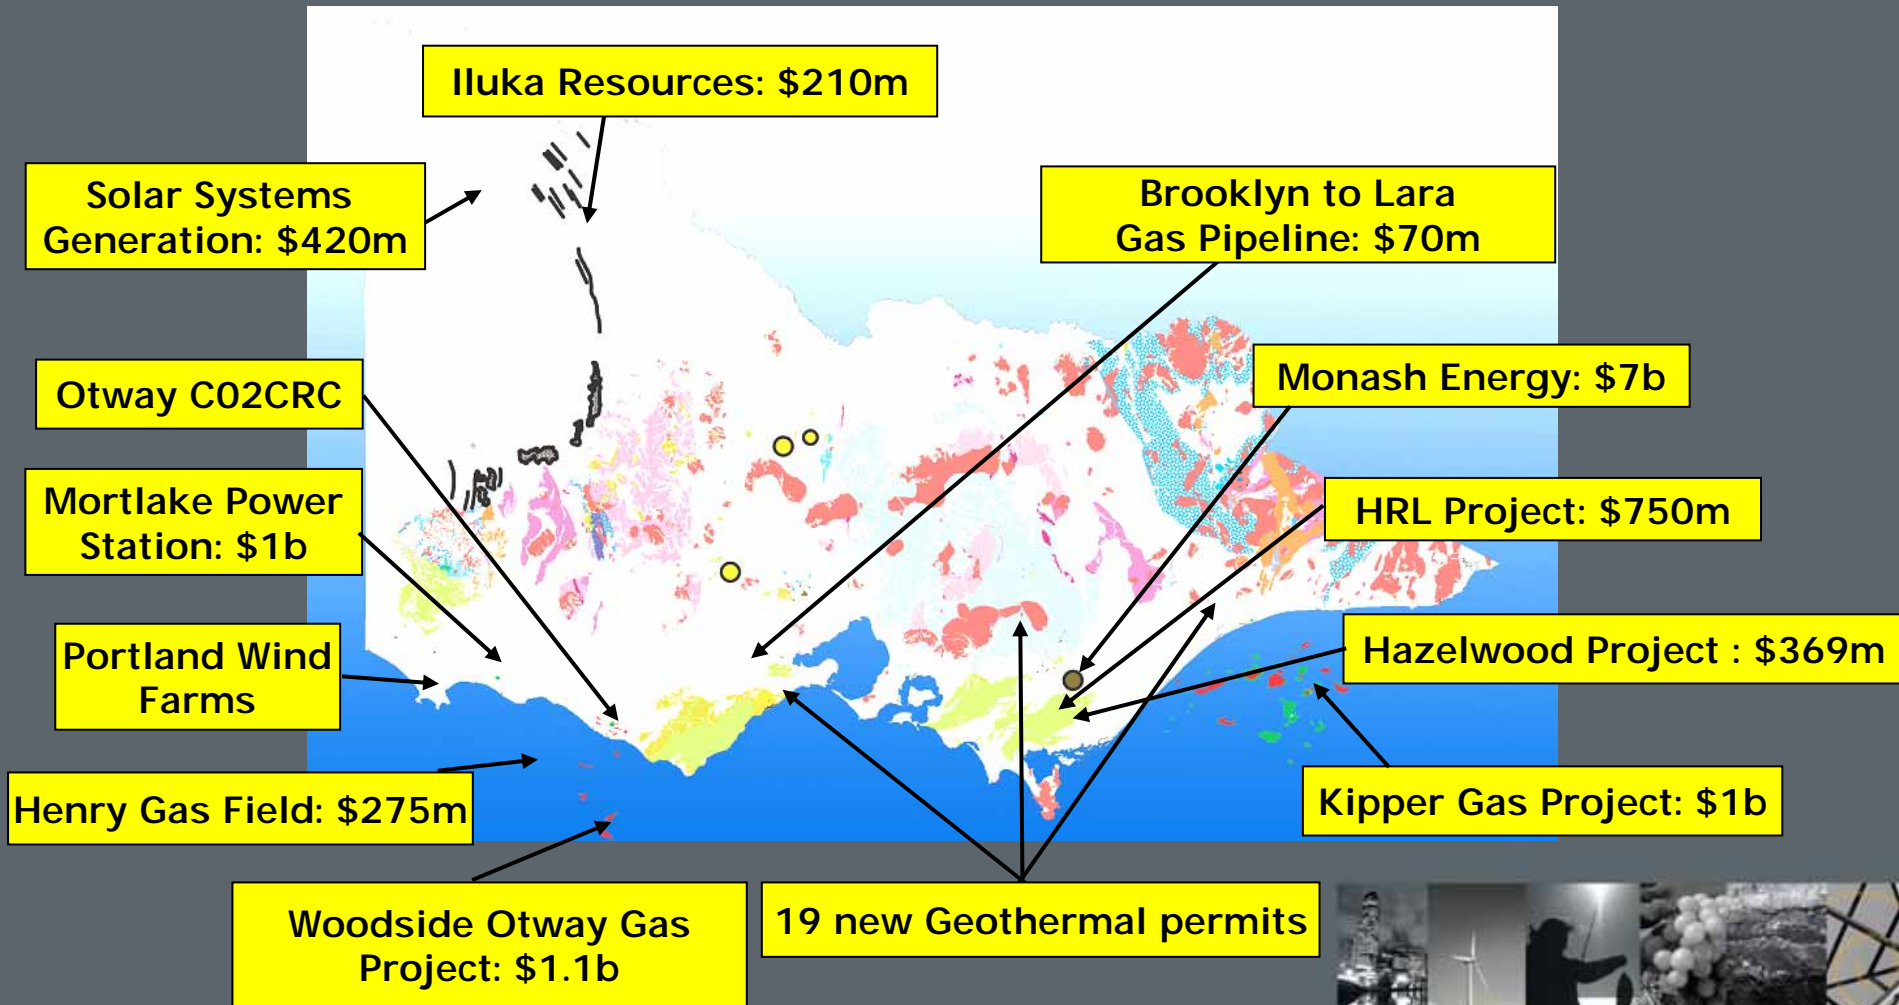 Iluka Resources: $210m
Solar Systems
Generation: $420m
Brooklyn to Lara
Gas Pipeline: $70m
Otway C02CRC
Monash Energy: $7b
Mortlake Power
Station: $1b
HRL Project: $750m
Portland Wind
Farms
Hazelwood Project : $369m
Henry Gas Field: $275m
Kipper Gas Project: $1b
Woodside Otway Gas
Project: $1.1b
19 new Geothermal permits